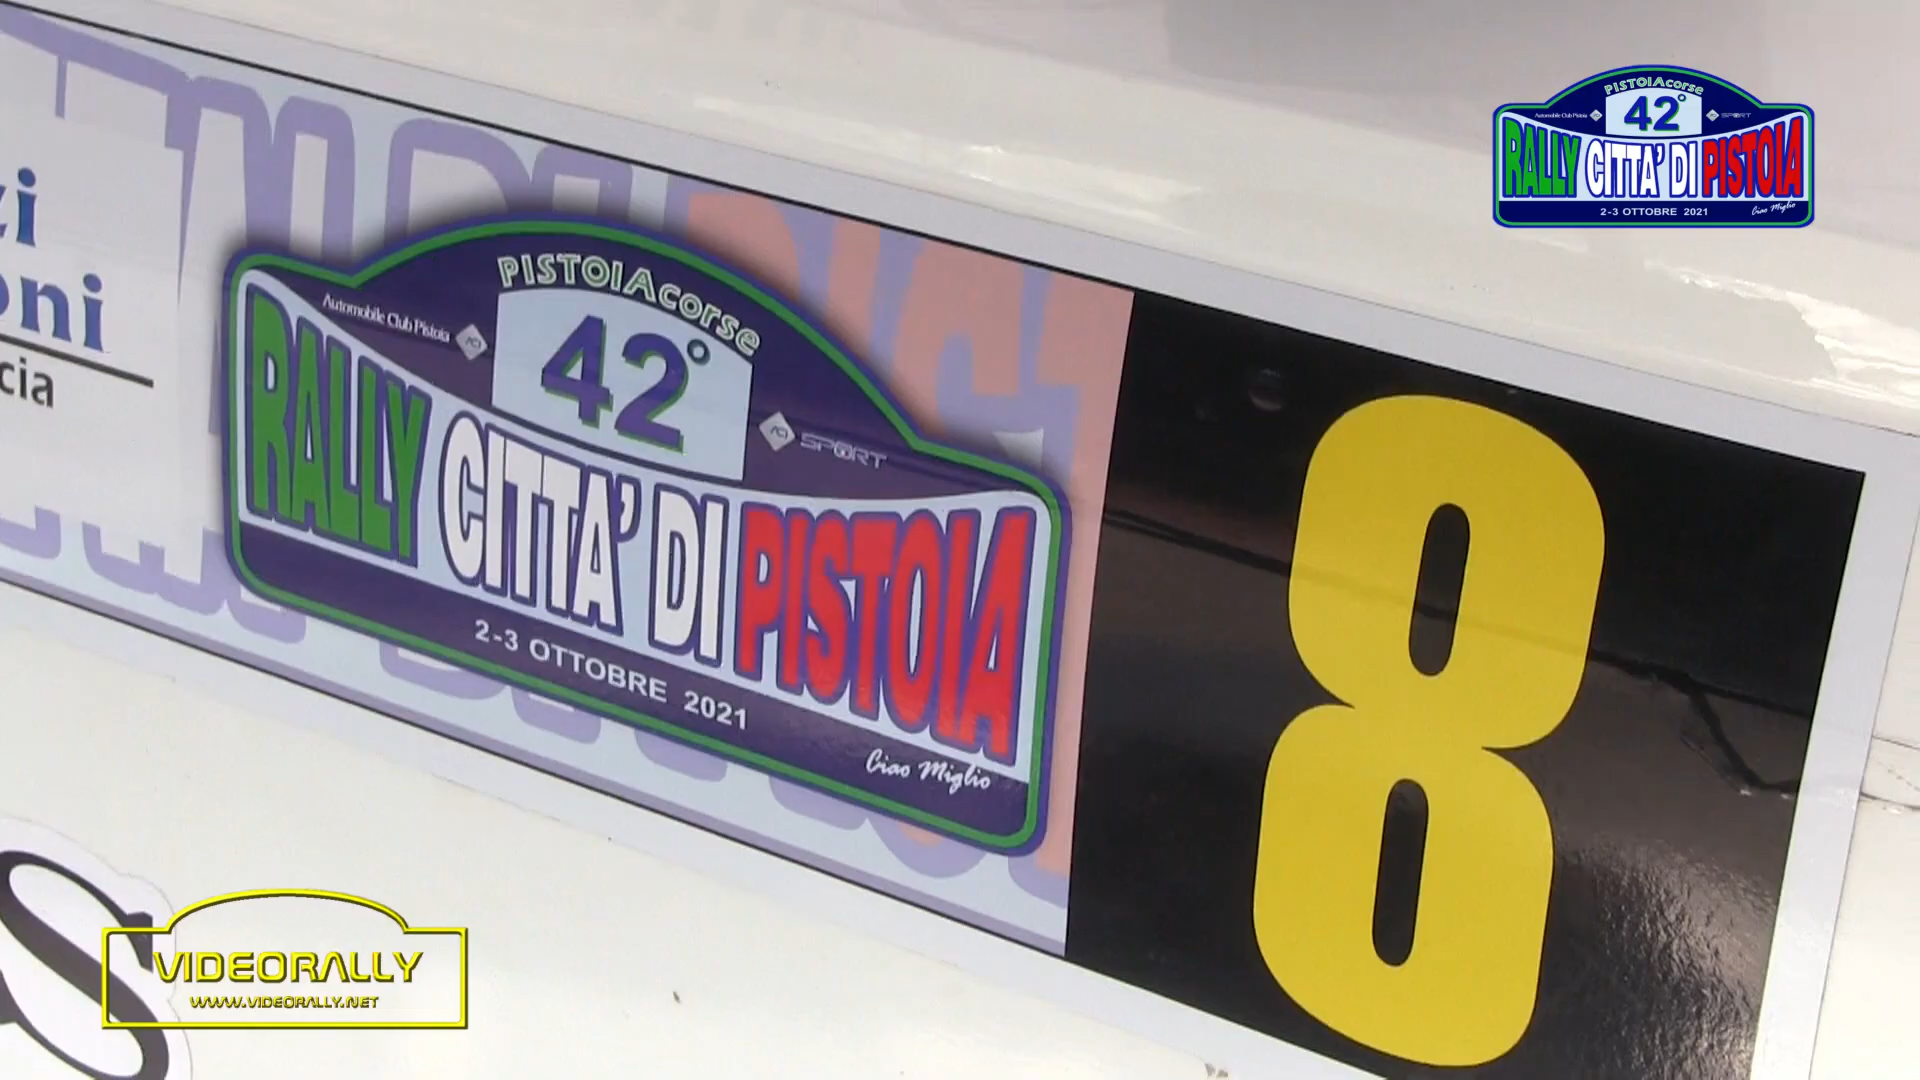 zi
oni
cia
PISTOIAcorse
Automobile Club Pistoia
ACI
42°
ACI SPORT
RALLY CITTA' DI PISTOIA
2-3 OTTOBRE 2021
Ciao Miglio
8
S
PISTOIAcorse
Automobile Club Pistoia
42°
SPORT
RALLY CITTA' DI PISTOIA
2-3 OTTOBRE 2021
Ciao Miglio
VIDEORALLY
WWW.VIDEORALLY.NET